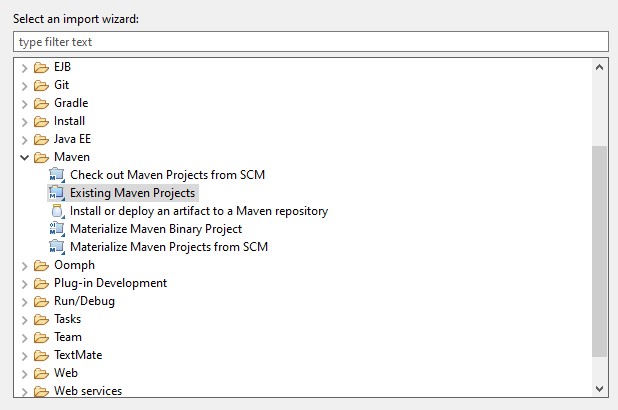 Select an import wizard:
type filter text
EJB
Git
Gradle
Install
Java EE
Maven
Check out Maven Projects from SCM
Existing Maven Projects
Install or deploy an artifact to a Maven repository
Materialize Maven Binary Project
Materialize Maven Projects from SCM
Oomph
Plug-in Development
Run/Debug
Tasks
Team
TextMate
Web
Web services